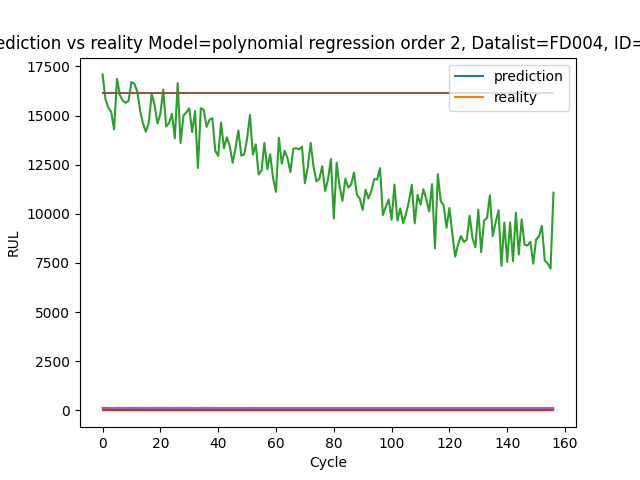 ediction vs reality Model=polynomial regression order 2, Datalist=FD004, ID=
17500
15000
12500
10000
7500
5000
2500
0
RUL
prediction
reality
0 20 40 60 80 100 120 140 160
Cycle